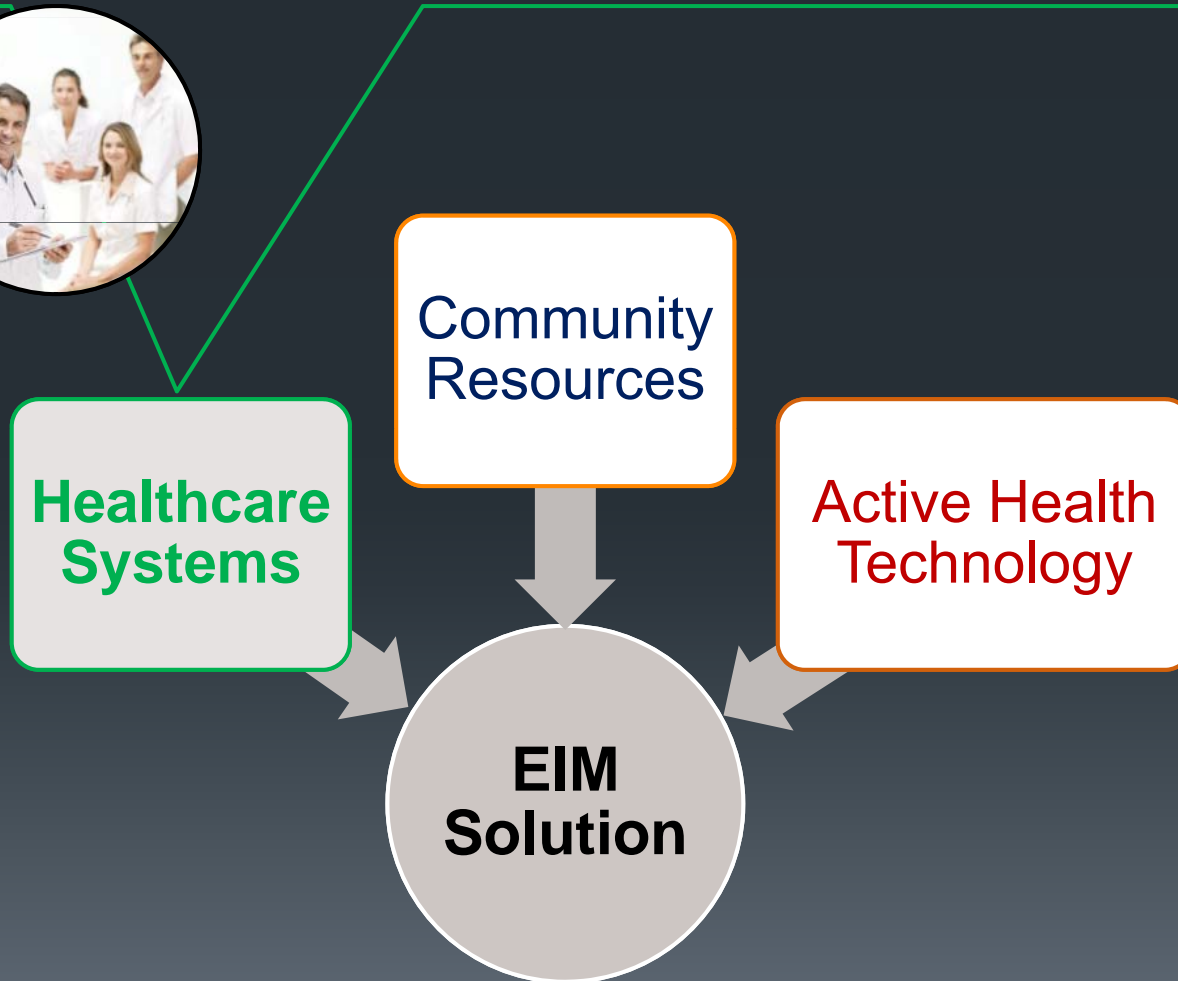 Community
Resources
Healthcare
Systems
Active Health
Technology
EIM
Solution